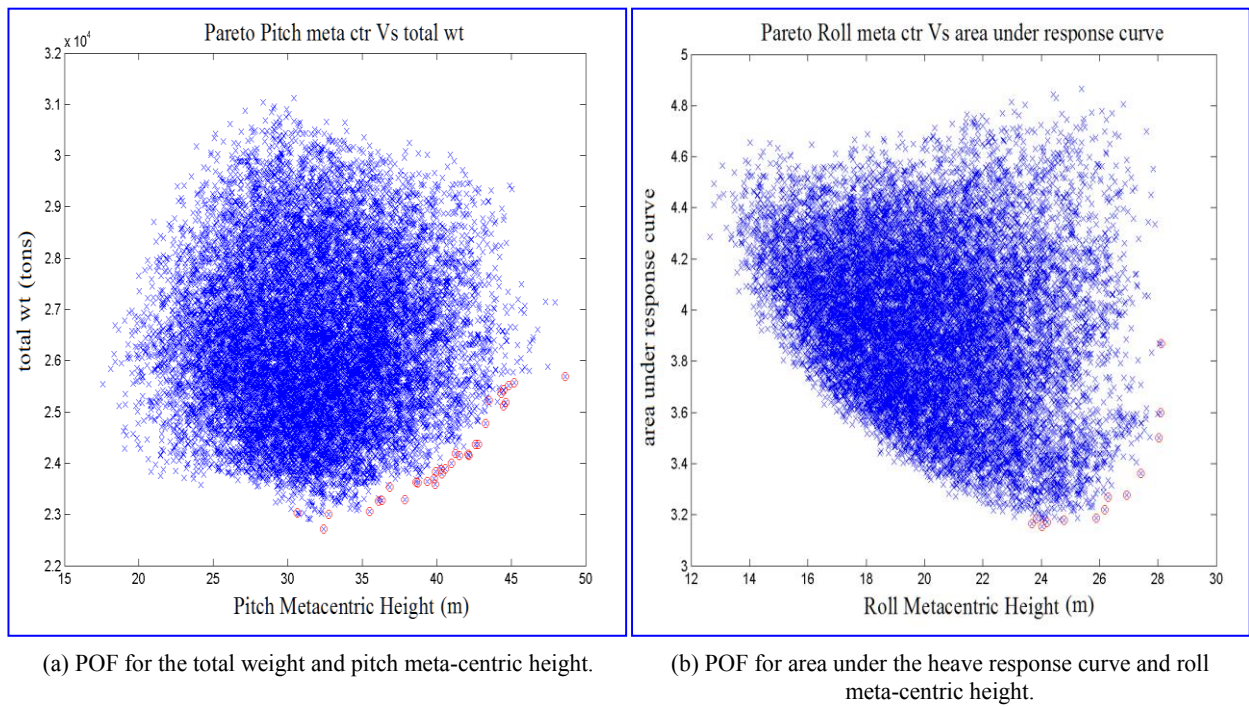 Pareto Pitch meta ctr Vs total wt
x 10⁴
3.2
3.1
3
2.9
2.8
2.7
2.6
2.5
2.4
2.3
2.2
total wt (tons)
15 20 25 30 35 40 45 50
Pitch Metacentric Height (m)
(a) POF for the total weight and pitch meta-centric height.
Pareto Roll meta ctr Vs area under response curve
5
4.8
4.6
4.4
4.2
4
3.8
3.6
3.4
3.2
3
area under response curve
12 14 16 18 20 22 24 26 28 30
Roll Metacentric Height (m)
(b) POF for area under the heave response curve and roll
meta-centric height.